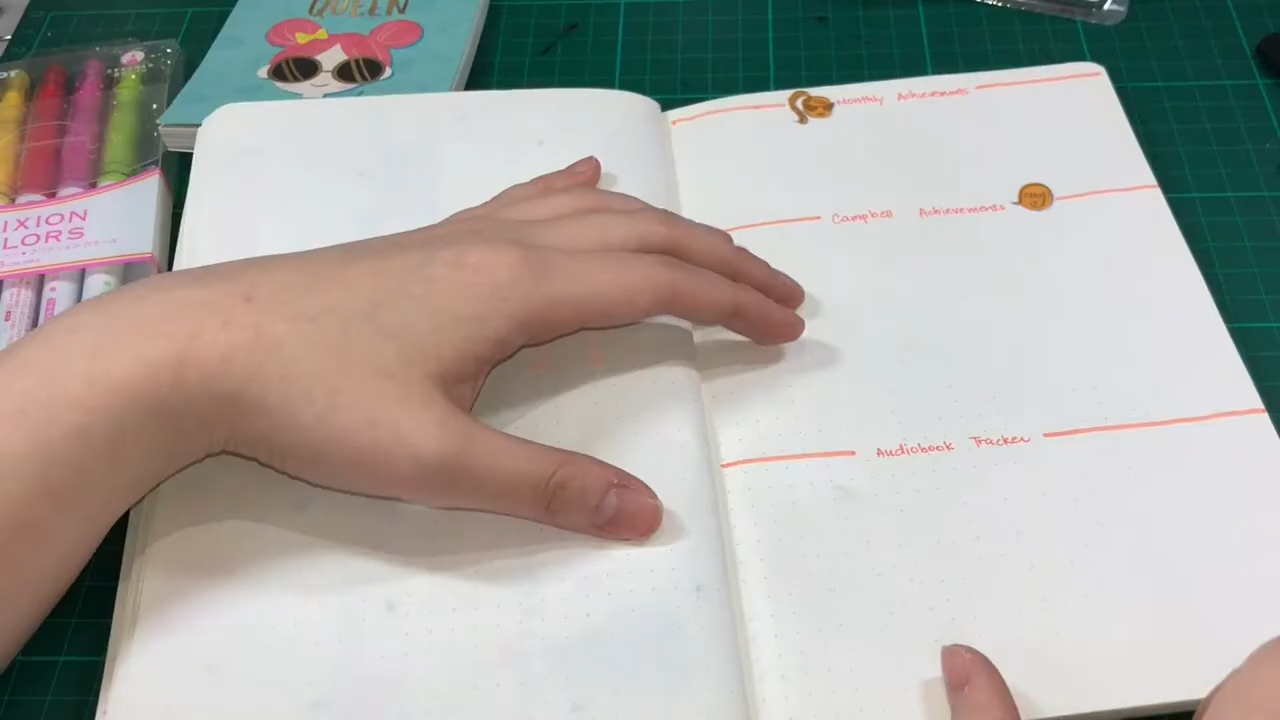 QUEEN
IXION
LORS
Monthly Achievements
Campbell Achievements
Audiobook Tracker